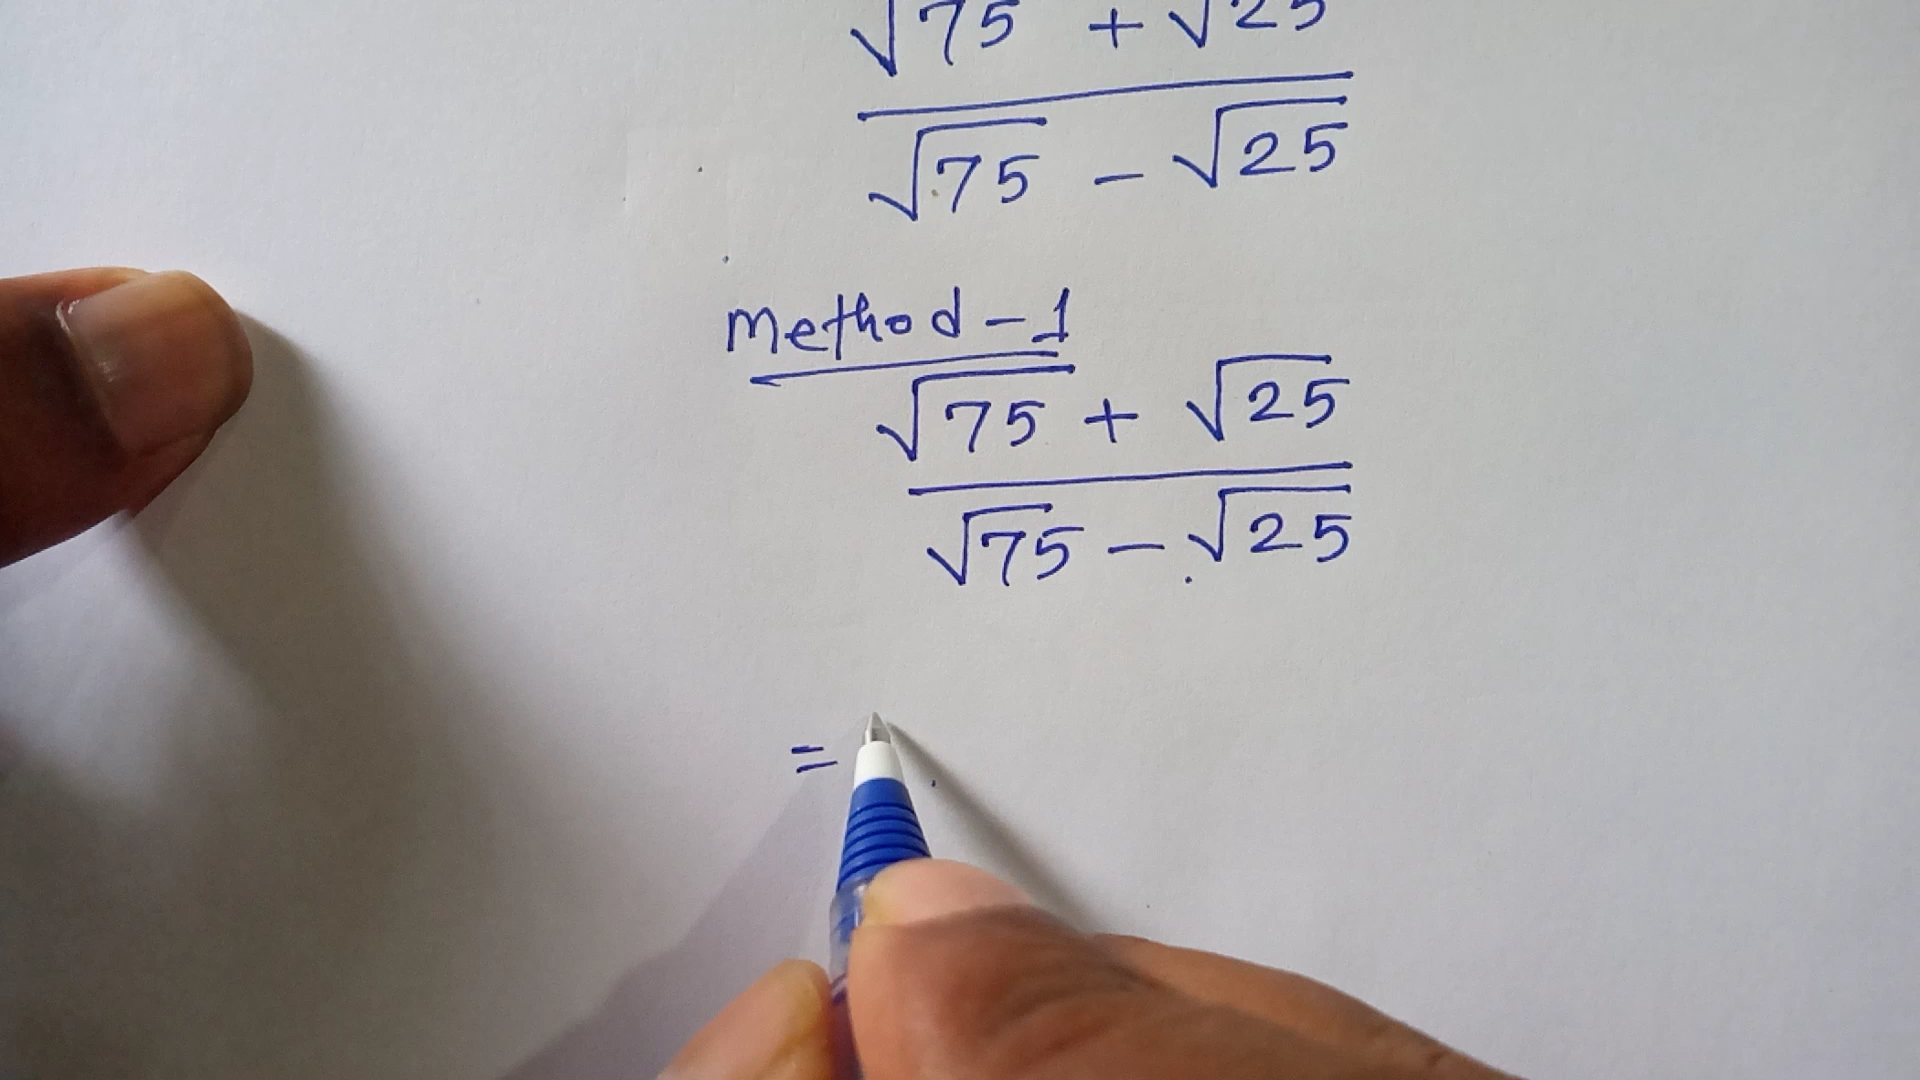 √75 + √25
√75 - √25
Method-1
√75 + √25
√75 - √25
=